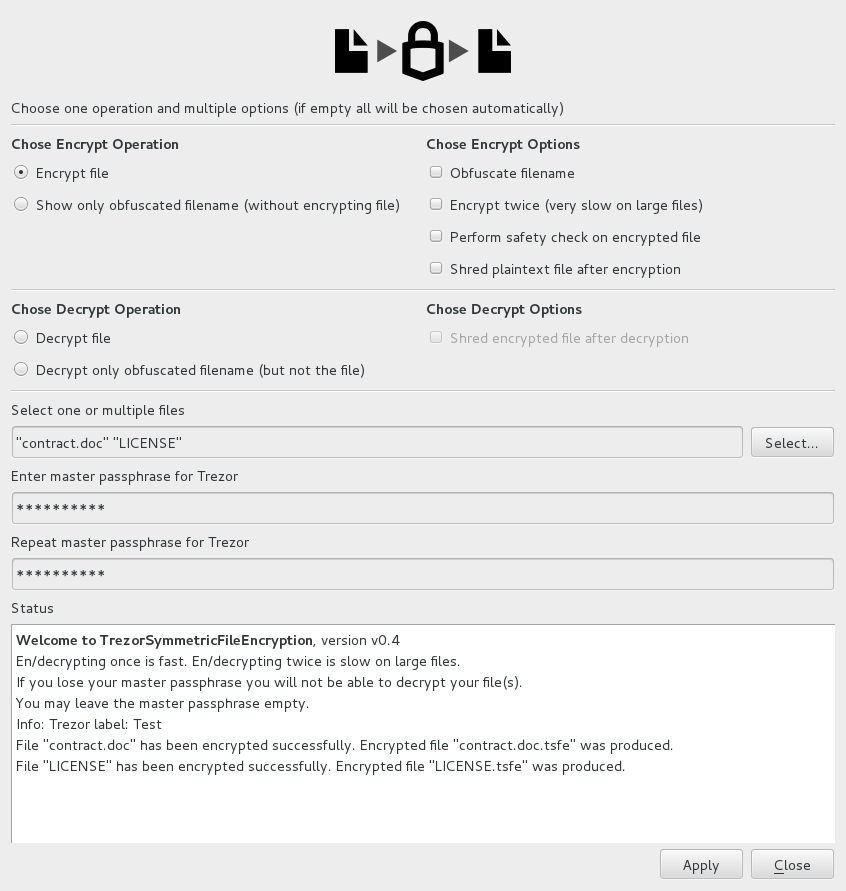 Choose one operation and multiple options (if empty all will be chosen automatically)
Chose Encrypt Operation
Encrypt file
Show only obfuscated filename (without encrypting file)
Chose Encrypt Options
Obfuscate filename
Encrypt twice (very slow on large files)
Perform safety check on encrypted file
Shred plaintext file after encryption
Chose Decrypt Operation
Decrypt file
Decrypt only obfuscated filename (but not the file)
Chose Decrypt Options
Shred encrypted file after decryption
Select one or multiple files
"contract.doc" "LICENSE"
Select...
Enter master passphrase for Trezor
**********
Repeat master passphrase for Trezor
**********
Status
Welcome to TrezorSymmetricFileEncryption, version v0.4
En/decrypting once is fast. En/decrypting twice is slow on large files.
If you lose your master passphrase you will not be able to decrypt your file(s).
You may leave the master passphrase empty.
Info: Trezor label: Test
File "contract.doc" has been encrypted successfully. Encrypted file "contract.doc.tsfe" was produced.
File "LICENSE" has been encrypted successfully. Encrypted file "LICENSE.tsfe" was produced.
Apply
Close